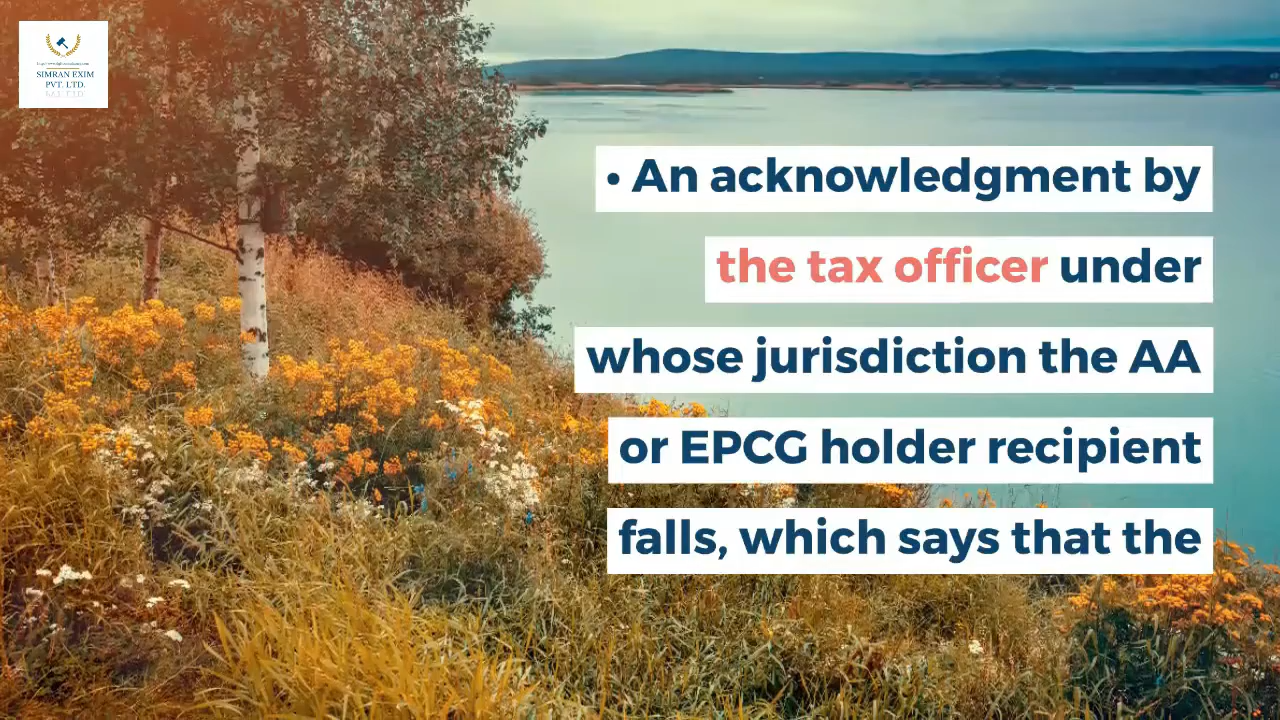 SIMRAN EXIM
PVT. LTD.
• An acknowledgment by
the tax officer under
whose jurisdiction the AA
or EPCG holder recipient
falls, which says that the